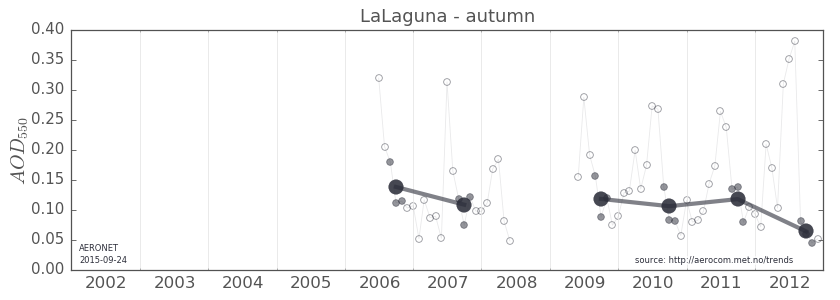 LaLaguna - autumn
0.40
0.35
0.30
0.25
0.20
0.15
0.10
0.05
0.00
AOD550
AERONET
2015-09-24
source: http://aerocom.met.no/trends
2002 2003 2004 2005 2006 2007 2008 2009 2010 2011 2012